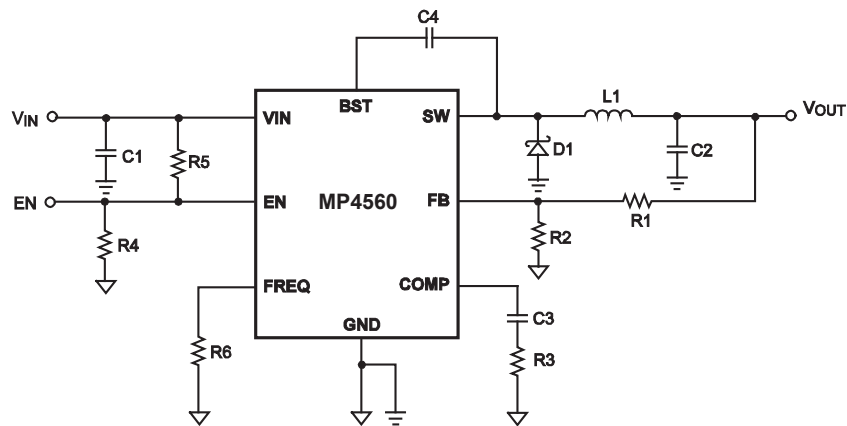 C4
BST
VIN
VIN
SW
L1
VOUT
C1
R5
D1
C2
EN
EN
MP4560
FB
R1
R4
R2
FREQ
COMP
C3
GND
R6
R3